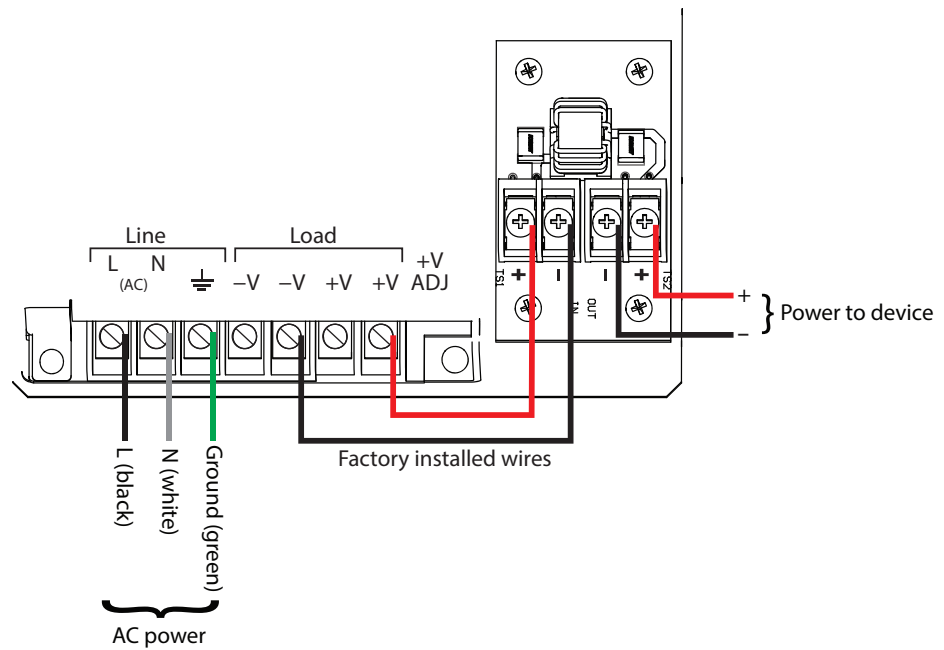 Line
Load
L
N
(AC)
−V
−V
+V
+V
+V
ADJ
TS1
+
−
−
+
TS2
IN
OUT
+
−
Power to device
Factory installed wires
L (black)
N (white)
Ground (green)
AC power